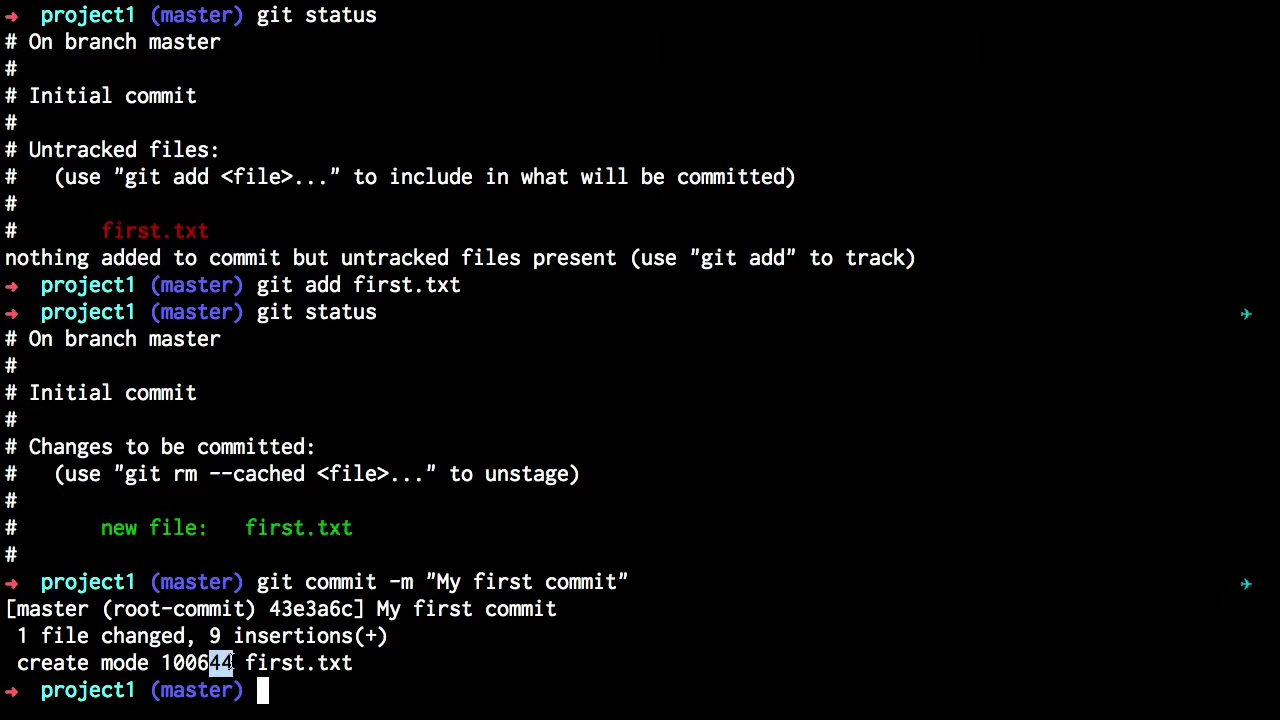 ➜ project1 (master) git status
# On branch master
#
# Initial commit
#
# Untracked files:
#   (use "git add <file>..." to include in what will be committed)
#
#       first.txt
nothing added to commit but untracked files present (use "git add" to track)
➜ project1 (master) git add first.txt
➜ project1 (master) git status ✈
# On branch master
#
# Initial commit
#
# Changes to be committed:
#   (use "git rm --cached <file>..." to unstage)
#
#       new file:   first.txt
#
➜ project1 (master) git commit -m "My first commit" ✈
[master (root-commit) 43e3a6c] My first commit
 1 file changed, 9 insertions(+)
 create mode 100644 first.txt
➜ project1 (master)